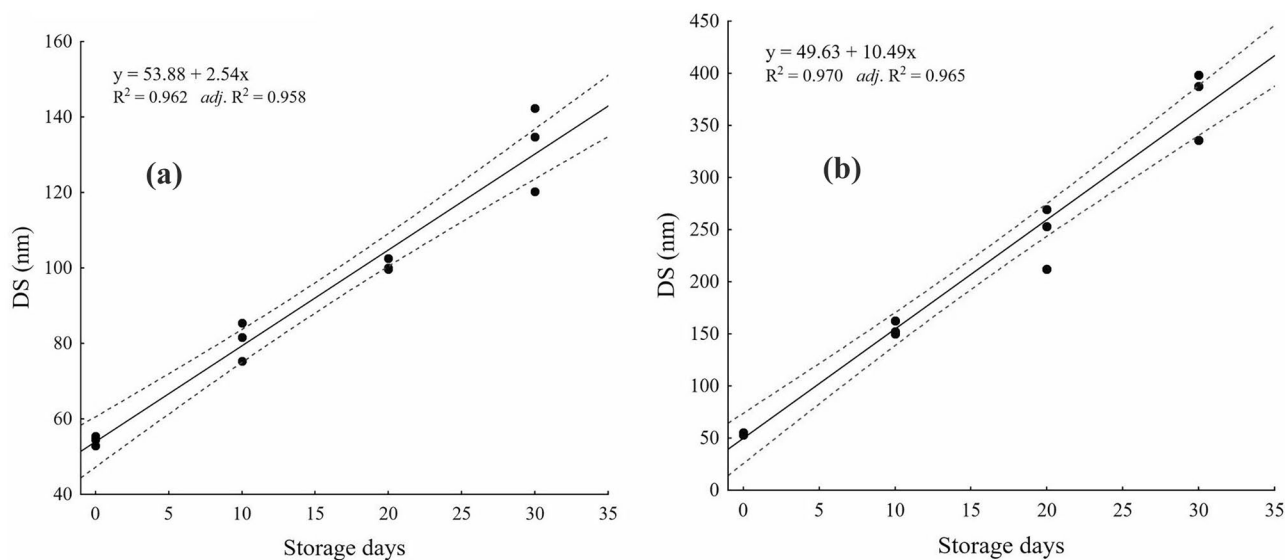 160
140
120
100
80
60
40
DS (nm)
y = 53.88 + 2.54x
R² = 0.962 adj. R² = 0.958
(a)
0 5 10 15 20 25 30 35
Storage days
450
400
350
300
250
200
150
100
50
0
DS (nm)
y = 49.63 + 10.49x
R² = 0.970 adj. R² = 0.965
(b)
0 5 10 15 20 25 30 35
Storage days